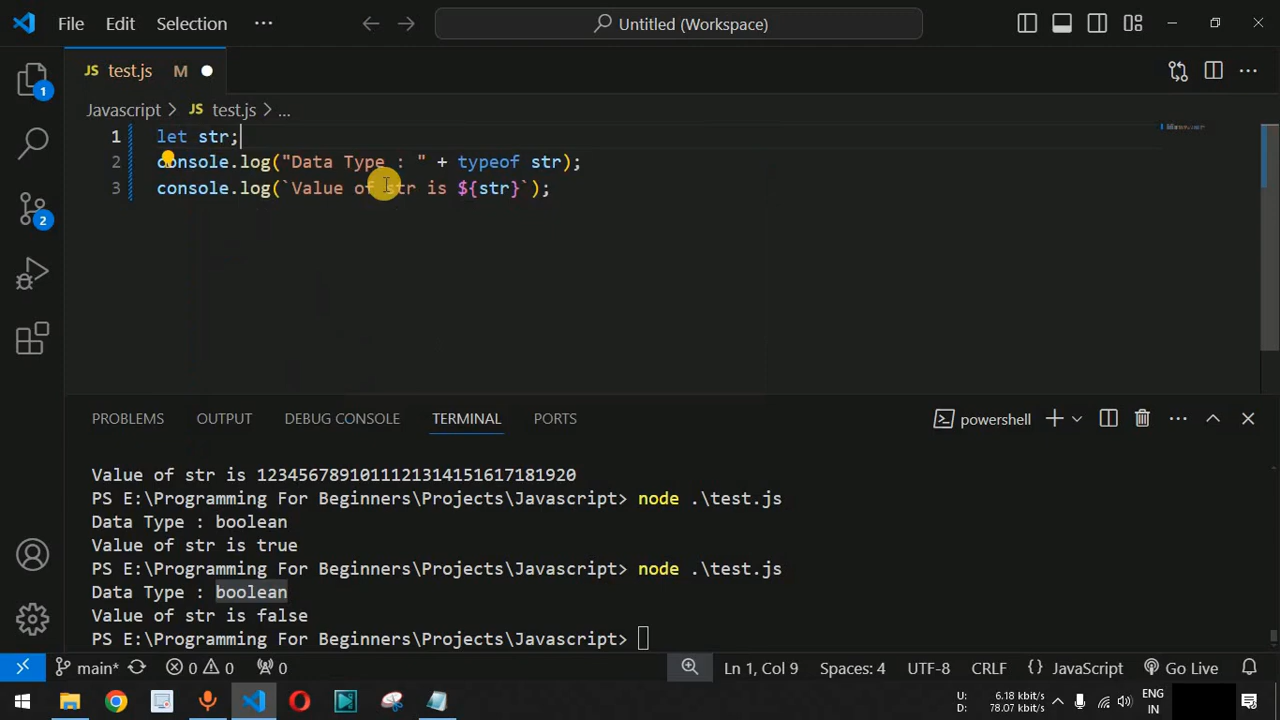 File Edit Selection ··· Untitled (Workspace)
JS test.js M
Javascript > JS test.js > ...
1 let str;
2 console.log("Data Type : " + typeof str);
3 console.log(`Value of str is ${str}`);
PROBLEMS OUTPUT DEBUG CONSOLE TERMINAL PORTS powershell
Value of str is 1234567891011121314151617181920
PS E:\Programming For Beginners\Projects\Javascript> node .\test.js
Data Type : boolean
Value of str is true
PS E:\Programming For Beginners\Projects\Javascript> node .\test.js
Data Type : boolean
Value of str is false
PS E:\Programming For Beginners\Projects\Javascript>
1
2
main* 0 0 0 Ln 1, Col 9 Spaces: 4 UTF-8 CRLF {} JavaScript Go Live
U: 6.18 kbit/s
D: 78.07 kbit/s
ENG
IN